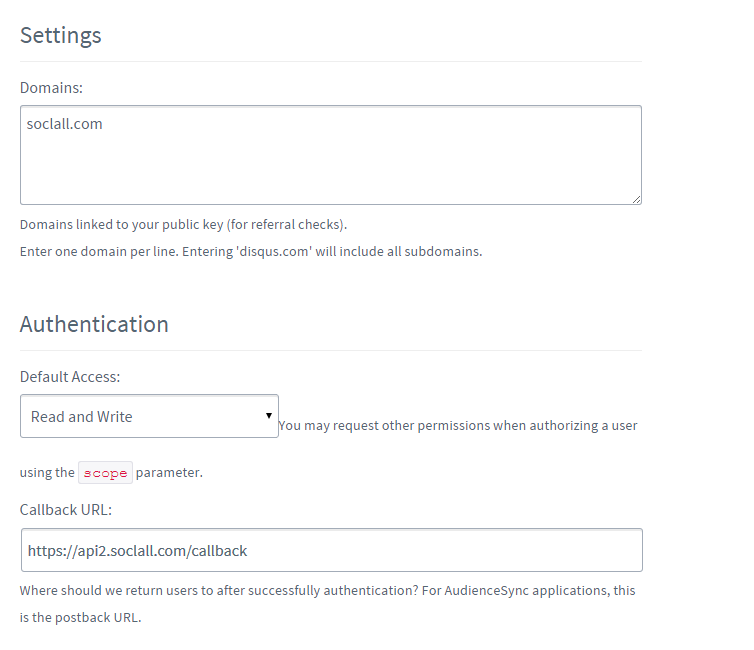 Settings
Domains:
soclall.com
Domains linked to your public key (for referral checks).
Enter one domain per line. Entering 'disqus.com' will include all subdomains.
Authentication
Default Access:
Read and Write
You may request other permissions when authorizing a user
using the scope parameter.
Callback URL:
https://api2.soclall.com/callback
Where should we return users to after successfully authentication? For AudienceSync applications, this
is the postback URL.